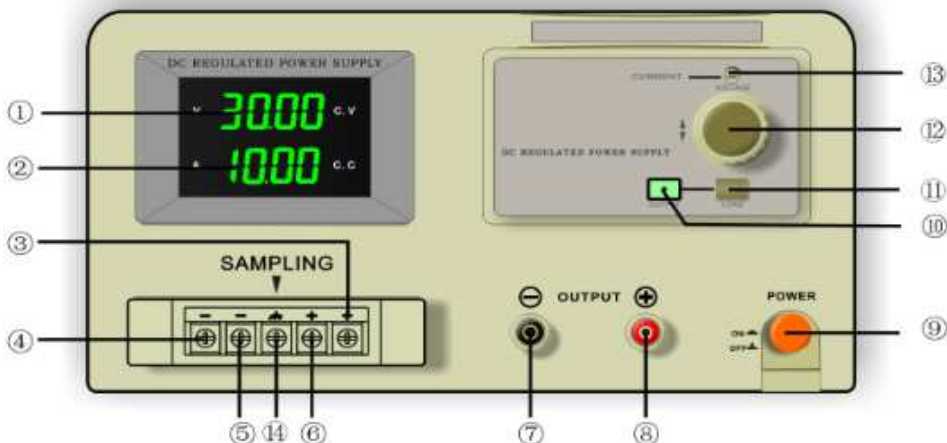 DC REGULATED POWER SUPPLY
V 30.00 C.V
A 10.00 C.C
CURRENT
VOLTAGE
DC REGULATED POWER SUPPLY
SAMPLING
− − + +
⊖ OUTPUT ⊕
POWER
ON
OFF
①
②
③
④
⑤ ⑭ ⑥ ⑦ ⑧
⑨
⑩
⑪
⑫
⑬